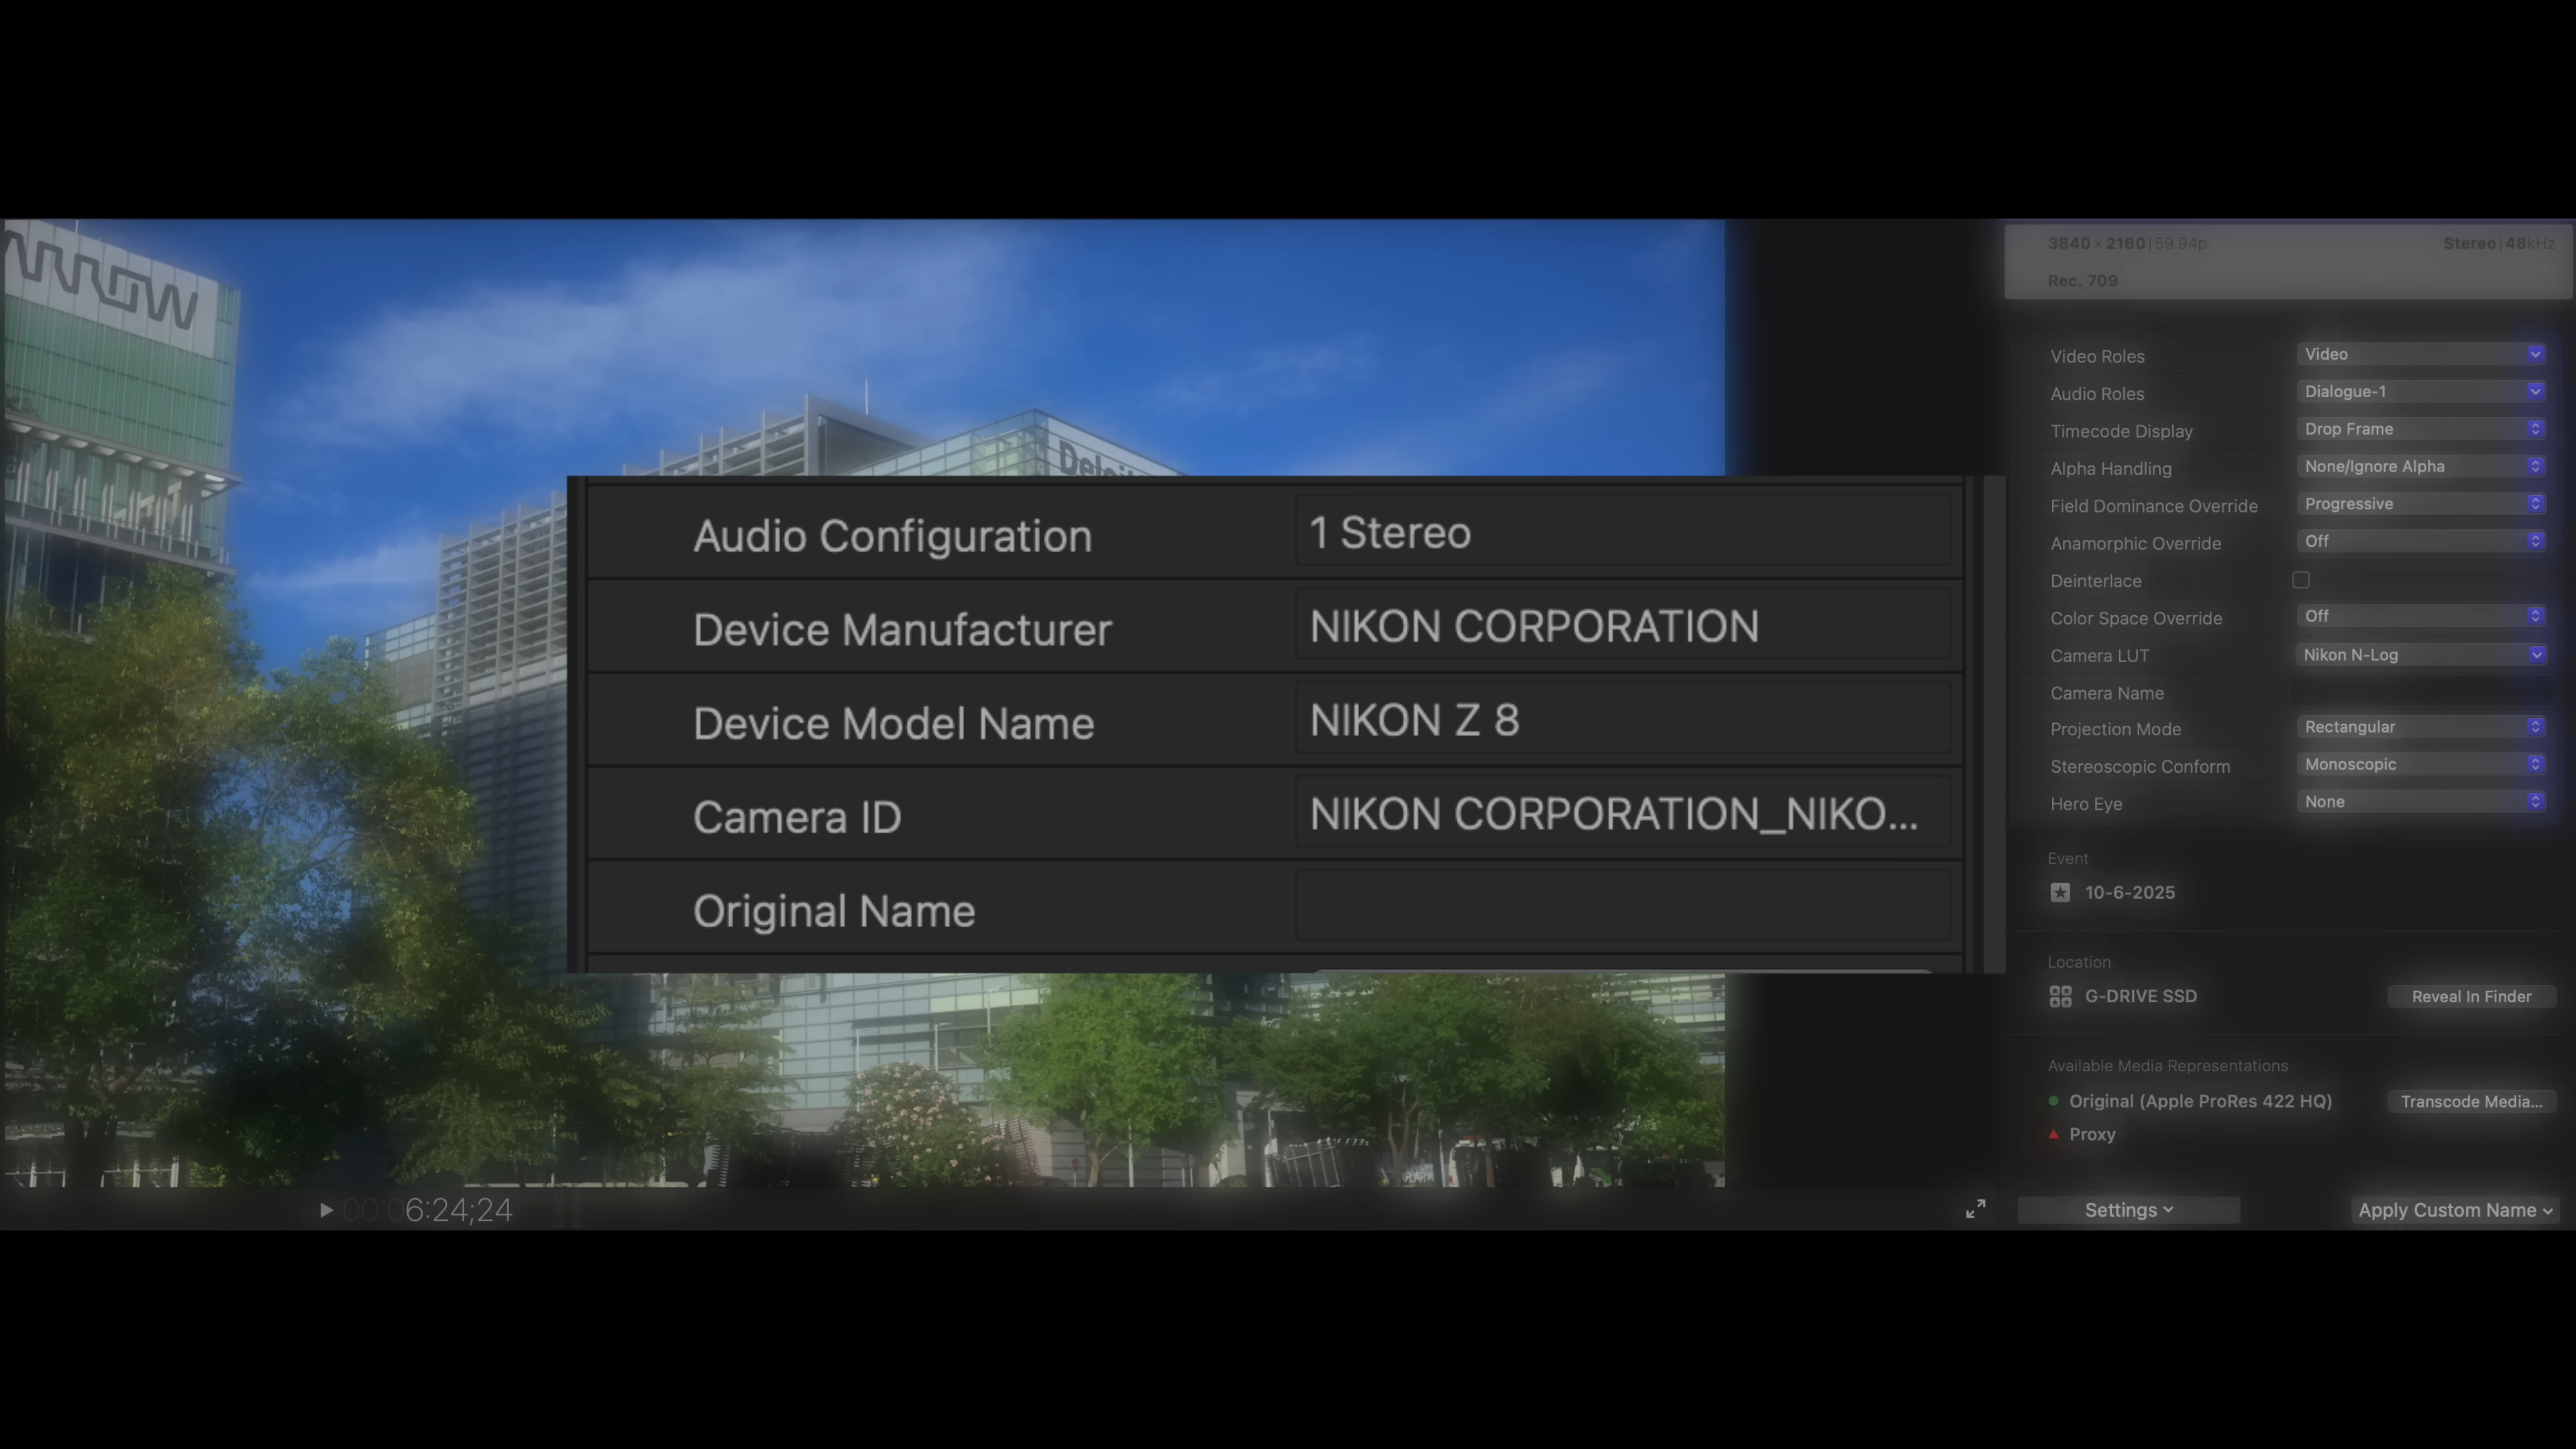 ARROW
3840 × 2160 | 59.94p
Stereo | 48kHz
Rec. 709
Video Roles
Video
Audio Roles
Dialogue-1
Timecode Display
Drop Frame
Alpha Handling
None/Ignore Alpha
Field Dominance Override
Progressive
Anamorphic Override
Off
Deinterlace
Color Space Override
Off
Camera LUT
Nikon N-Log
Camera Name
Projection Mode
Rectangular
Stereoscopic Conform
Monoscopic
Hero Eye
None
Event
10-6-2025
Location
G-DRIVE SSD
Reveal In Finder
Available Media Representations
Original (Apple ProRes 422 HQ)
Transcode Media...
Proxy
Audio Configuration
1 Stereo
Device Manufacturer
NIKON CORPORATION
Device Model Name
NIKON Z 8
Camera ID
NIKON CORPORATION_NIKO...
Original Name
00:06:24;24
Settings
Apply Custom Name